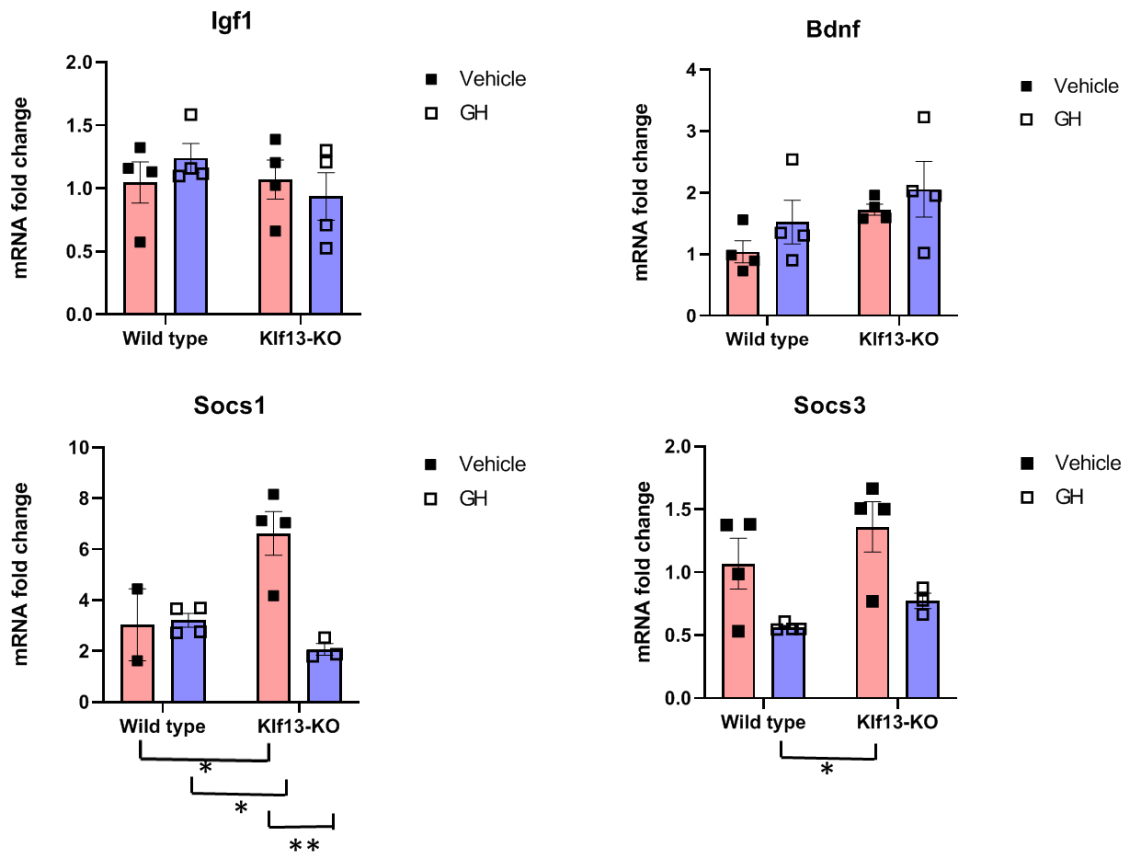 Igf1
mRNA fold change
2.0
1.5
1.0
0.5
0.0
Wild type
Klf13-KO
Vehicle
GH
Bdnf
mRNA fold change
4
3
2
1
0
Wild type
Klf13-KO
Vehicle
GH
Socs1
mRNA fold change
10
8
6
4
2
0
Wild type
Klf13-KO
Vehicle
GH
*
*
**
Socs3
mRNA fold change
2.0
1.5
1.0
0.5
0.0
Wild type
Klf13-KO
Vehicle
GH
*